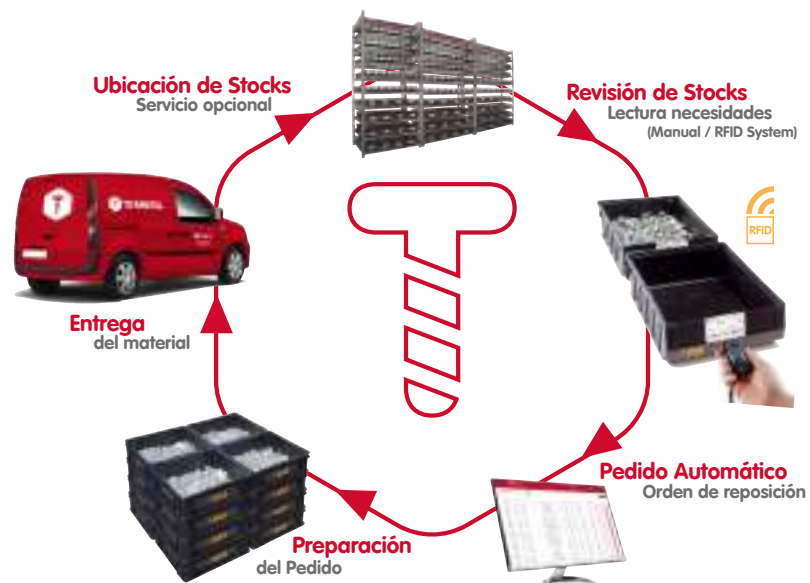 Ubicación de Stocks
Servicio opcional
Revisión de Stocks
Lectura necesidades
(Manual / RFID System)
RFID
Entrega
del material
Pedido Automático
Orden de reposición
Preparación
del Pedido